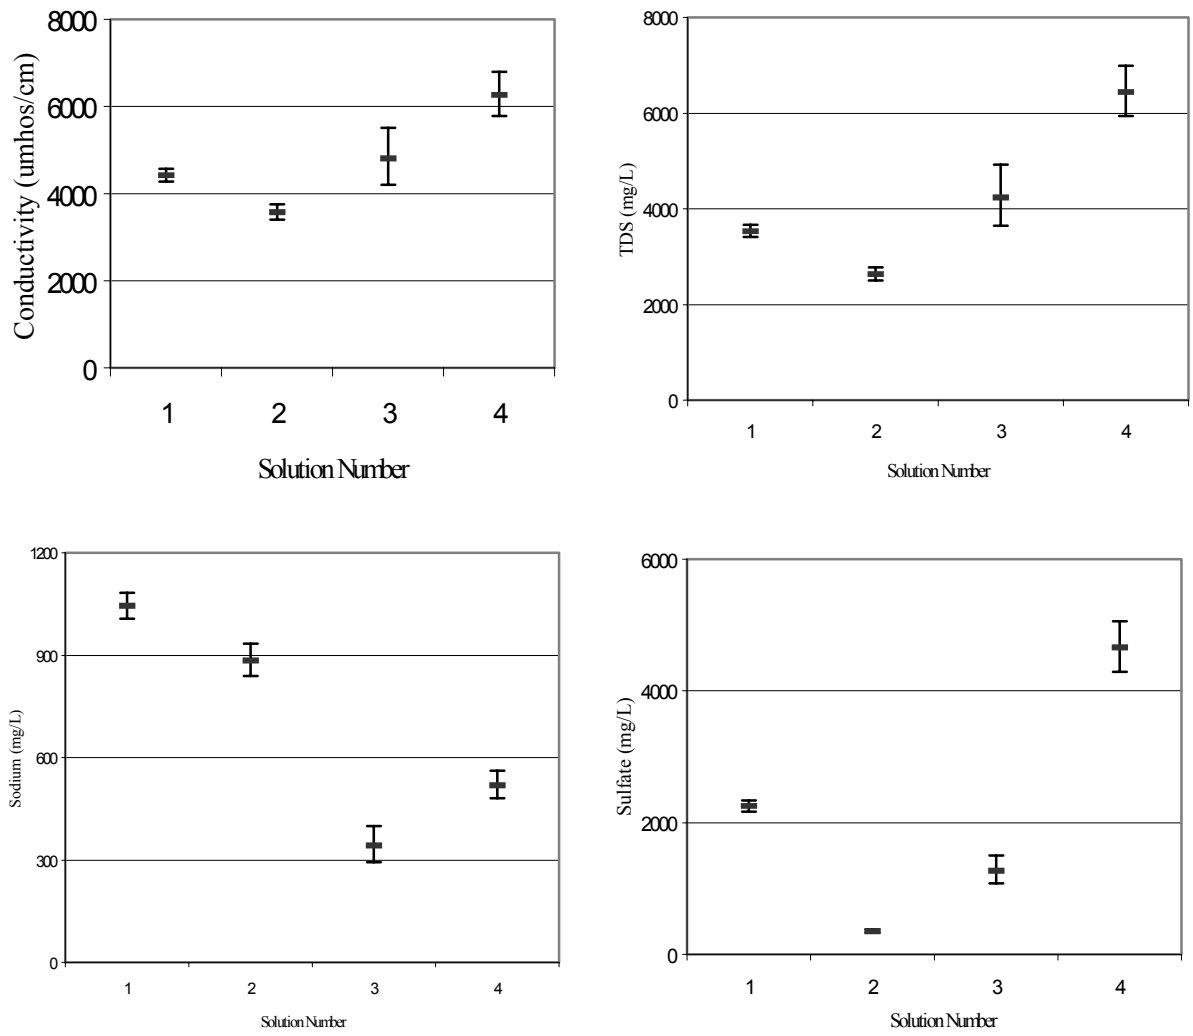 8000
6000
4000
2000
0
Conductivity (umhos/cm)
1 2 3 4
Solution Number
8000
6000
4000
2000
0
TDS (mg/L)
1 2 3 4
Solution Number
1200
900
600
300
0
Sodium (mg/L)
1 2 3 4
Solution Number
6000
4000
2000
0
Sulfate (mg/L)
1 2 3 4
Solution Number